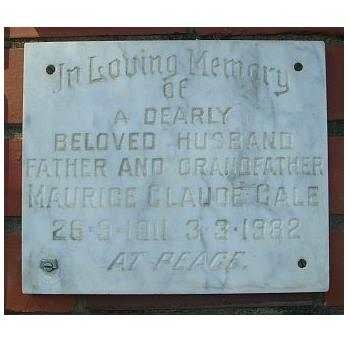 In Loving Memory
of
A DEARLY
BELOVED HUSBAND
FATHER AND GRANDFATHER
MAURICE CLAUDE GALE
26-9-1911 3-3-1982
AT PEACE.